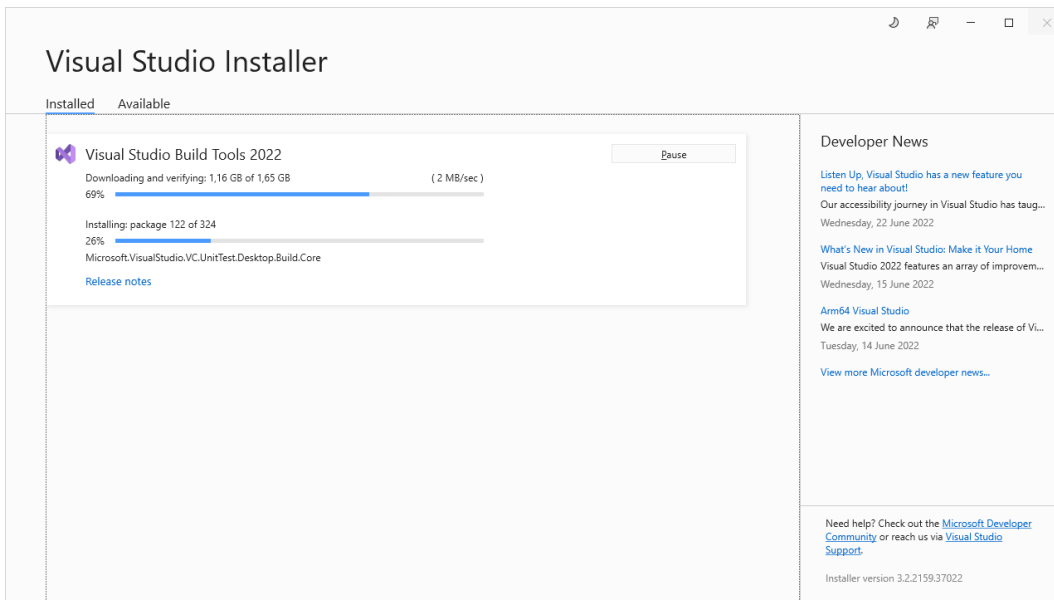 Visual Studio Installer
Installed
Available
Visual Studio Build Tools 2022
Pause
Downloading and verifying: 1,16 GB of 1,65 GB
( 2 MB/sec )
69%
Installing: package 122 of 324
26%
Microsoft.VisualStudio.VC.UnitTest.Desktop.Build.Core
Release notes
Developer News
Listen Up, Visual Studio has a new feature you
need to hear about!
Our accessibility journey in Visual Studio has taug...
Wednesday, 22 June 2022
What's New in Visual Studio: Make it Your Home
Visual Studio 2022 features an array of improvem...
Wednesday, 15 June 2022
Arm64 Visual Studio
We are excited to announce that the release of Vi...
Tuesday, 14 June 2022
View more Microsoft developer news...
Need help? Check out the Microsoft Developer
Community or reach us via Visual Studio
Support.
Installer version 3.2.2159.37022